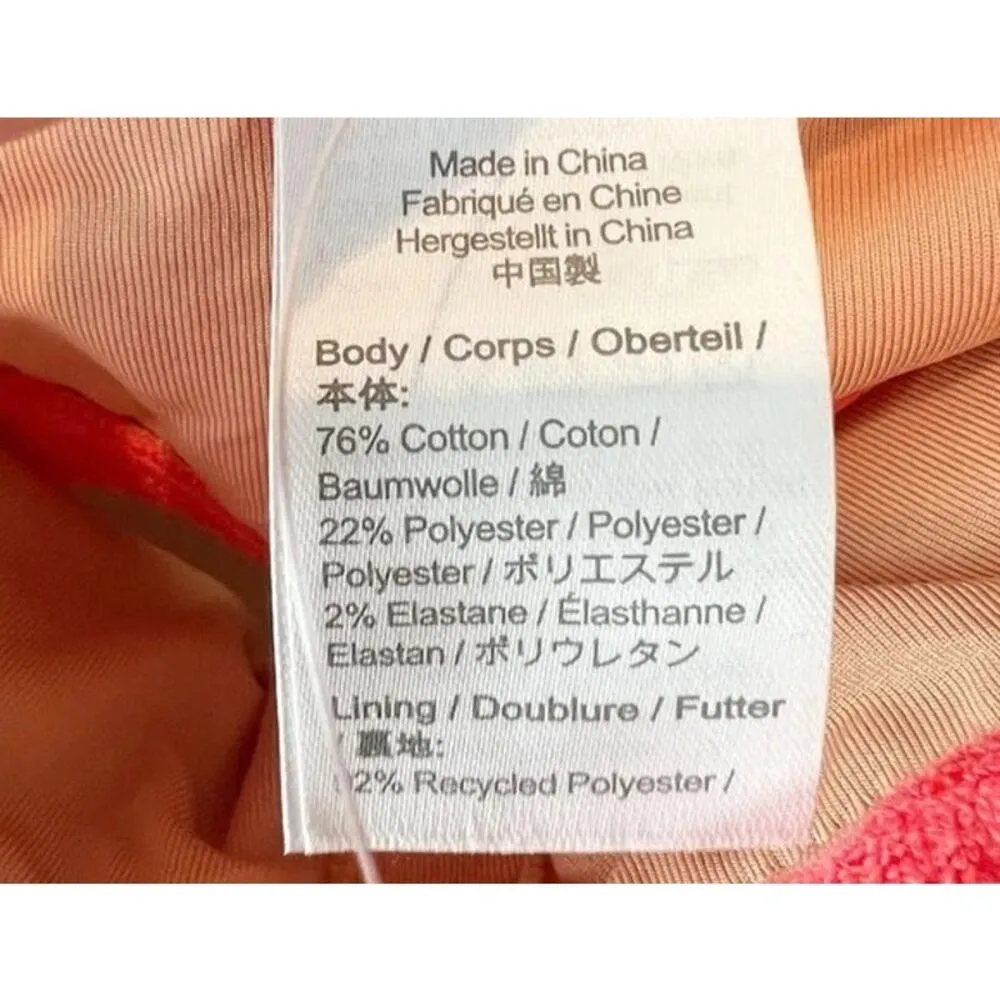 Made in China
Fabriqué en Chine
Hergestellt in China
中国製
Body / Corps / Oberteil /
本体:
76% Cotton / Coton /
Baumwolle / 綿
22% Polyester / Polyester /
Polyester / ポリエステル
2% Elastane / Élasthanne /
Elastan / ポリウレタン
Lining / Doublure / Futter
/ 裏地:
Recycled Polyester /